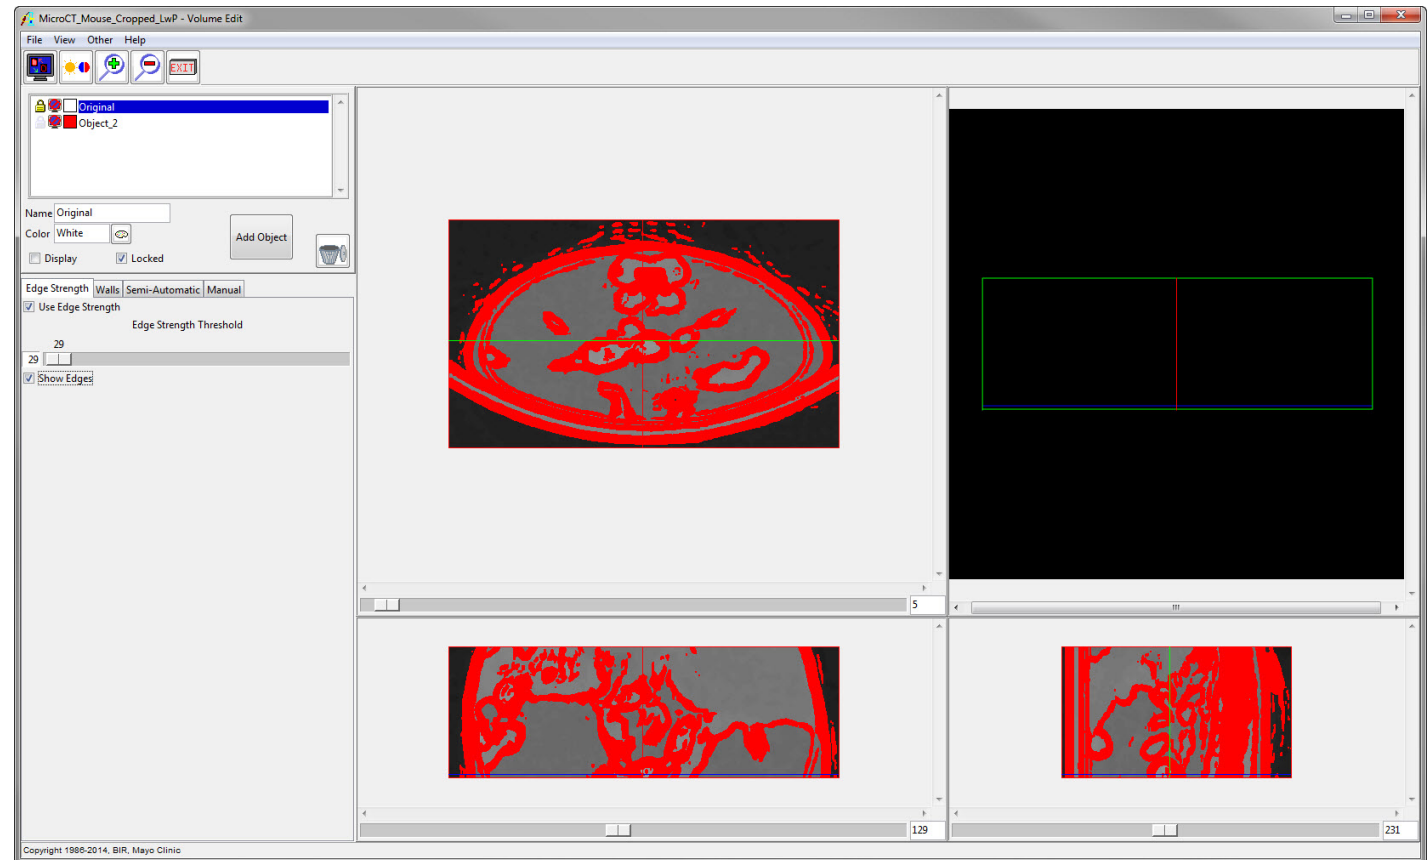 MicroCT_Mouse_Cropped_LwP - Volume Edit
File View Other Help
EXIT
Original
Object_2
Name Original
Color White
Add Object
Display Locked
Edge Strength Walls Semi-Automatic Manual
Use Edge Strength
Edge Strength Threshold
29
29
Show Edges
5
129
231
Copyright 1986-2014, BIR, Mayo Clinic